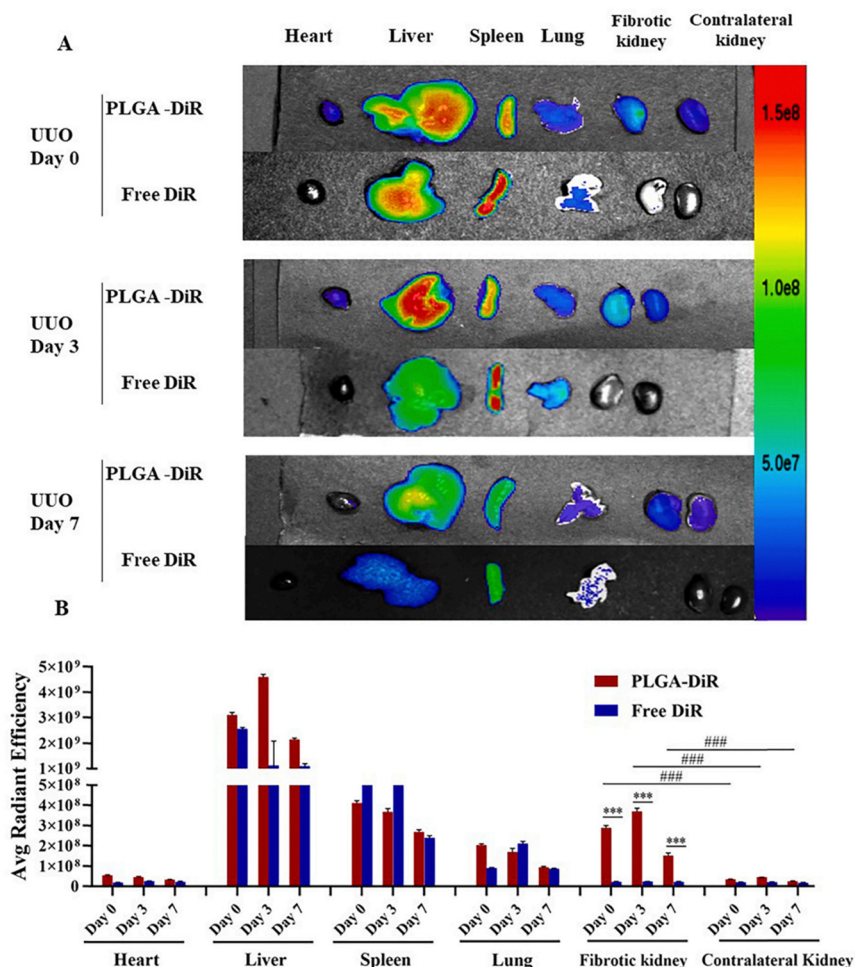 A
Heart Liver Spleen Lung Fibrotic kidney Contralateral kidney
UUO Day 0
PLGA -DiR
Free DiR
UUO Day 3
PLGA -DiR
Free DiR
UUO Day 7
PLGA -DiR
Free DiR
1.5e8
1.0e8
5.0e7
B
Avg Radiant Efficiency
5×10⁹
4×10⁹
3×10⁹
2×10⁹
1×10⁹
5×10⁸
4×10⁸
3×10⁸
2×10⁸
1×10⁸
0
PLGA-DiR
Free DiR
###
###
###
*** *** ***
Day 0 Day 3 Day 7 Day 0 Day 3 Day 7 Day 0 Day 3 Day 7 Day 0 Day 3 Day 7 Day 0 Day 3 Day 7 Day 0 Day 3 Day 7
Heart Liver Spleen Lung Fibrotic kidney Contralateral Kidney